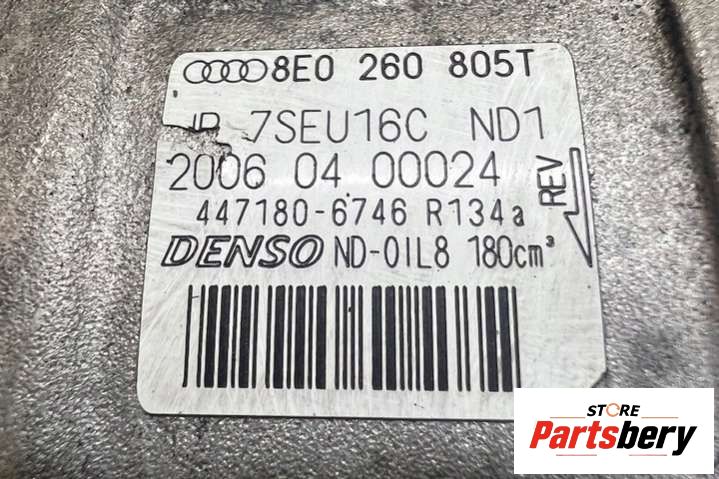 8E0 260 805T
7SEU16C ND1
2006 04 00024
447180-6746 R134a
REV
DENSO ND-OIL8 180cm³
STORE
Partsbery